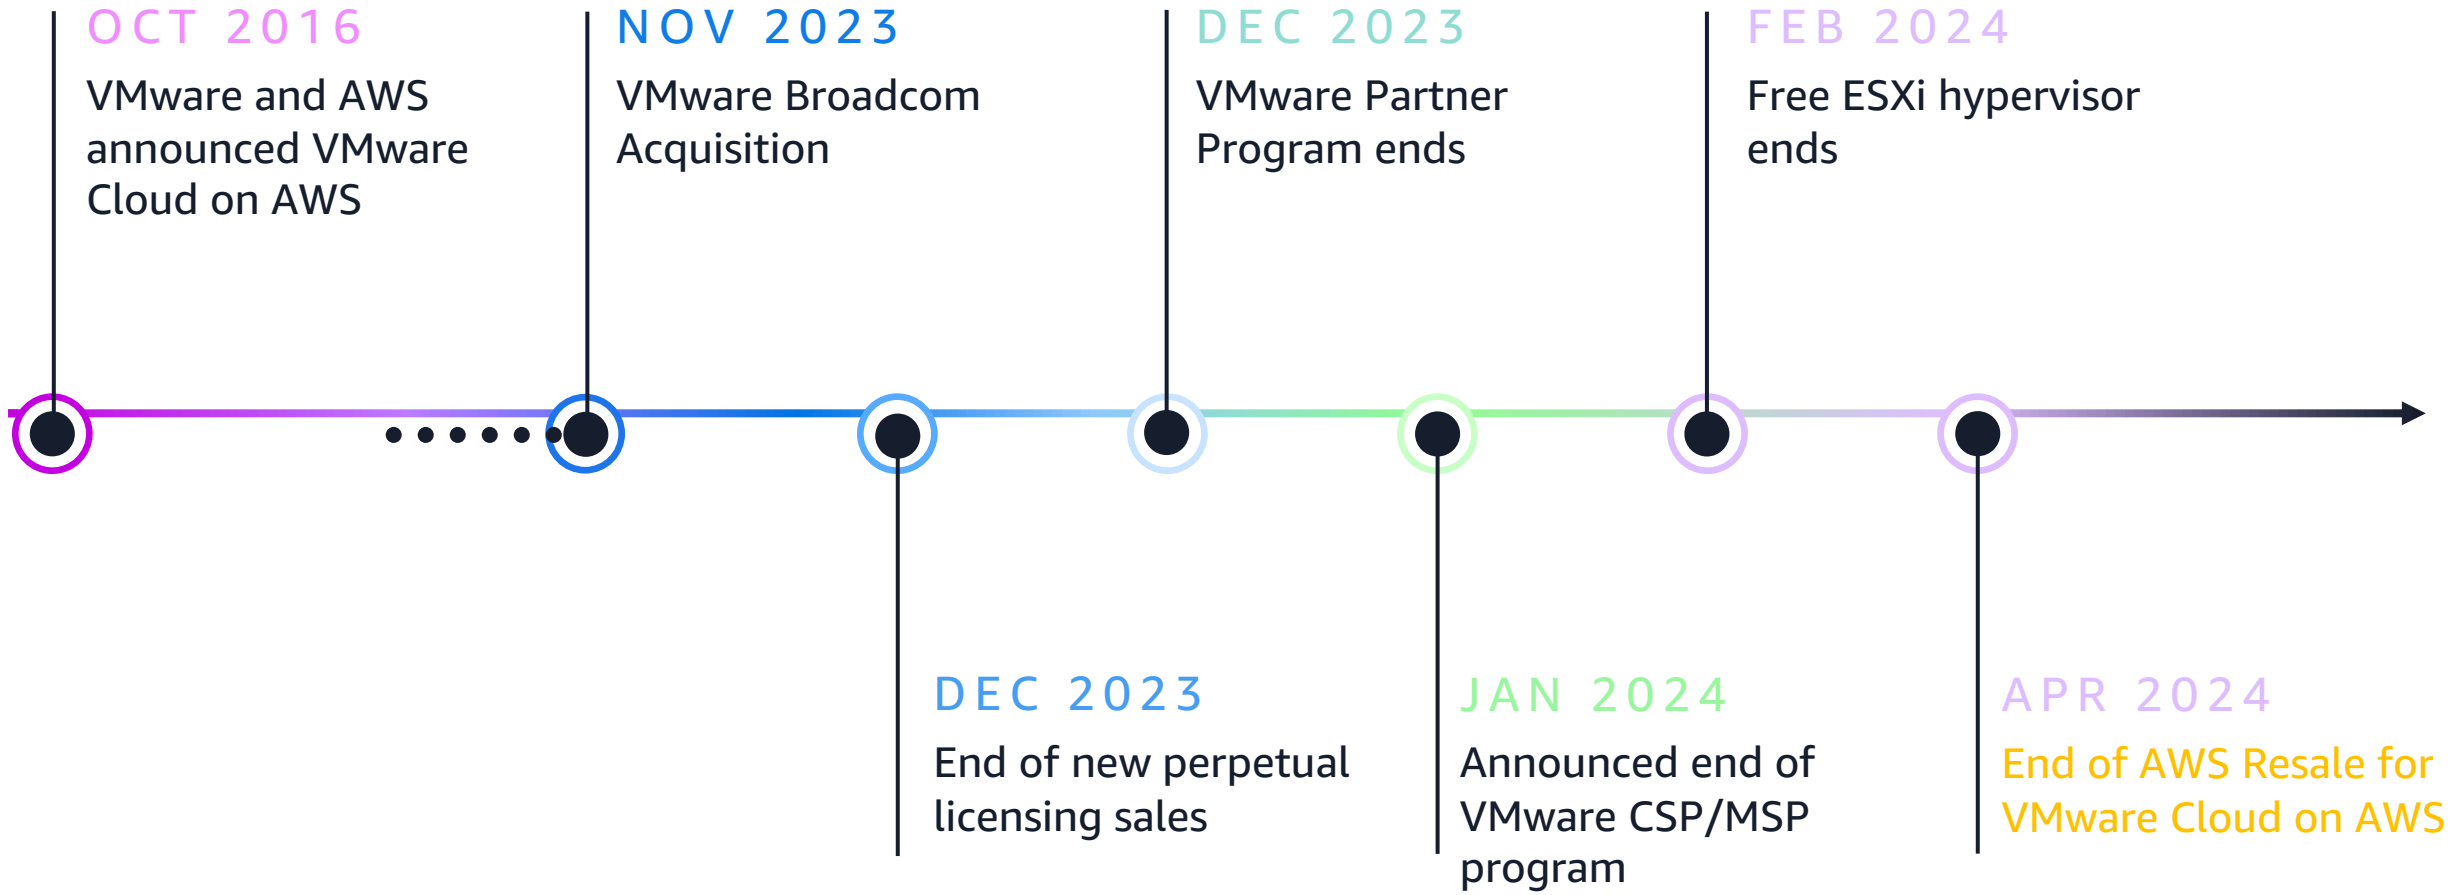 OCT 2016
VMware and AWS
announced VMware
Cloud on AWS
NOV 2023
VMware Broadcom
Acquisition
DEC 2023
End of new perpetual
licensing sales
DEC 2023
VMware Partner
Program ends
JAN 2024
Announced end of
VMware CSP/MSP
program
FEB 2024
Free ESXi hypervisor
ends
APR 2024
End of AWS Resale for
VMware Cloud on AWS